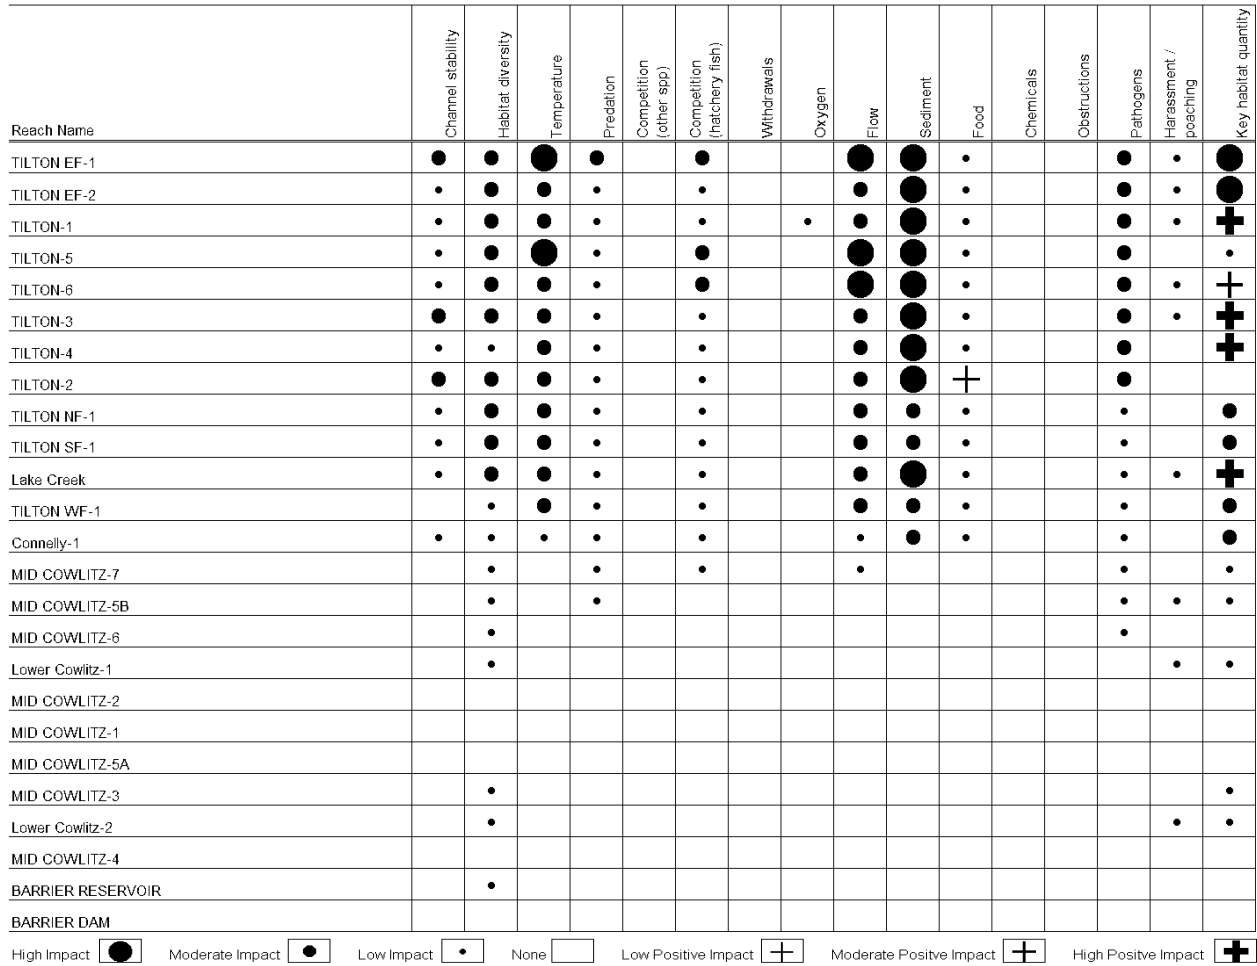 Reach Name
Channel stability
Habitat diversity
Temperature
Predation
Competition
(other spp)
Competition
(hatchery fish)
Withdrawals
Oxygen
Flow
Sediment
Food
Chemicals
Obstructions
Pathogens
Harassment /
poaching
Key habitat quantity
TILTON EF-1
TILTON EF-2
TILTON-1
TILTON-5
TILTON-6
TILTON-3
TILTON-4
TILTON-2
TILTON NF-1
TILTON SF-1
Lake Creek
TILTON WF-1
Connelly-1
MID COWLITZ-7
MID COWLITZ-5B
MID COWLITZ-6
Lower Cowlitz-1
MID COWLITZ-2
MID COWLITZ-1
MID COWLITZ-5A
MID COWLITZ-3
Lower Cowlitz-2
MID COWLITZ-4
BARRIER RESERVOIR
BARRIER DAM
High Impact Moderate Impact Low Impact None Low Positive Impact Moderate Positve Impact High Positve Impact